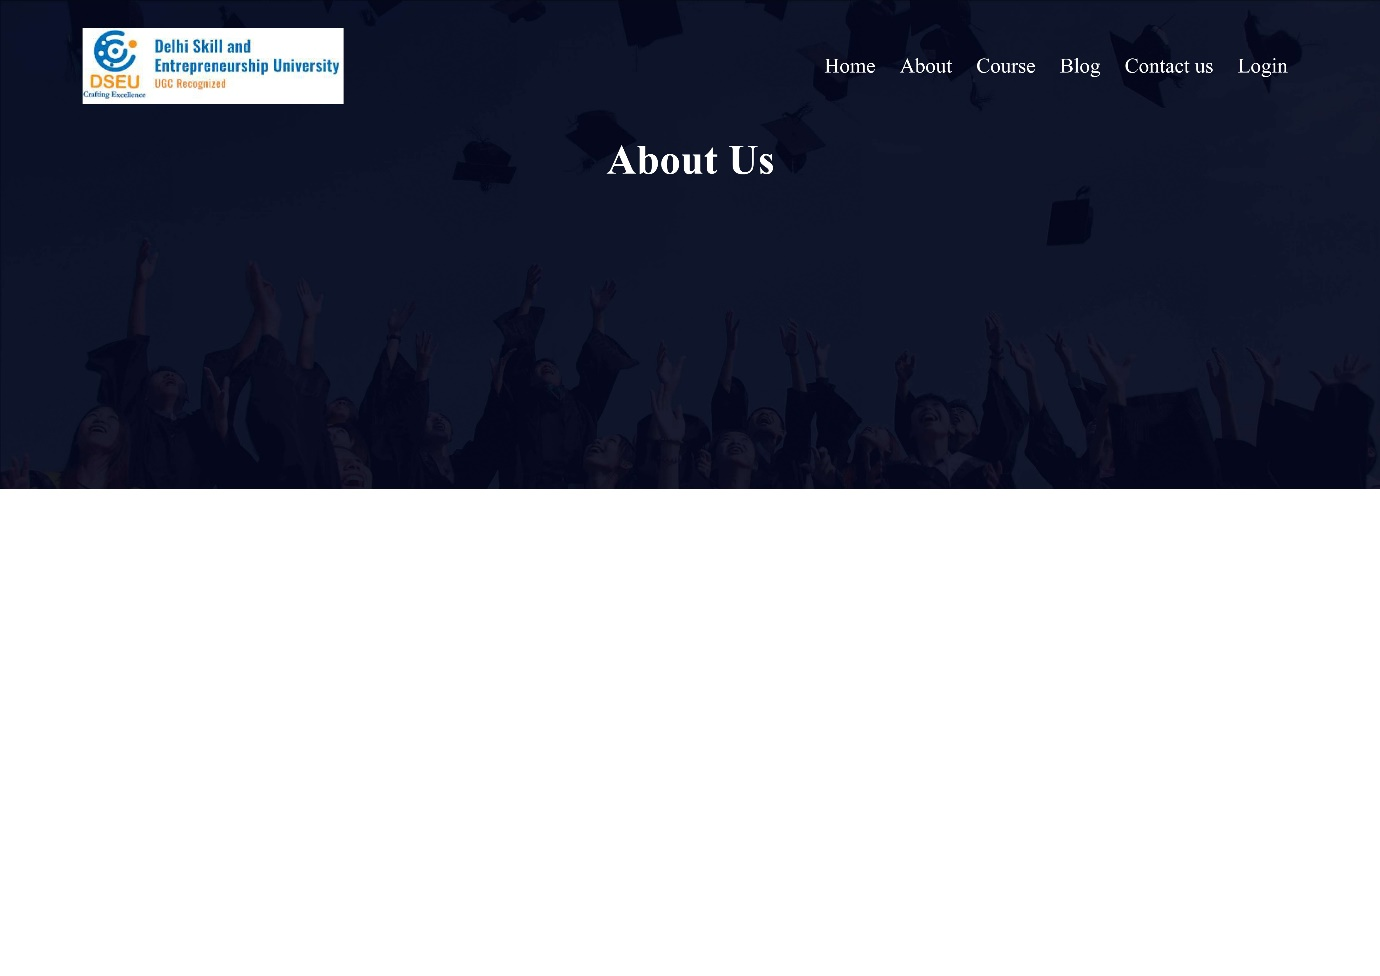 Delhi Skill and
Entrepreneurship University
UGC Recognized
DSEU
Crafting Excellence
Home About Course Blog Contact us Login
About Us